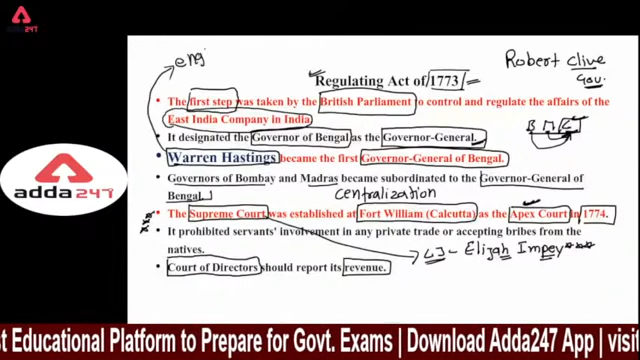 adda247
eng
Robert clive
Gov.
Regulating Act of 1773
• The first step was taken by the British Parliament to control and regulate the affairs of the
East India Company in India.
B M C
• It designated the Governor of Bengal as the Governor-General.
• Warren Hastings became the first Governor-General of Bengal.
• Governors of Bombay and Madras became subordinated to the Governor-General of
Bengal.
centralization
• The Supreme Court was established at Fort William (Calcutta) as the Apex Court in 1774.
• It prohibited servants' involvement in any private trade or accepting bribes from the
natives.
CJ - Elijah Impey
• Court of Directors should report its revenue.
adda247
st Educational Platform to Prepare for Govt. Exams | Download Adda247 App | visit